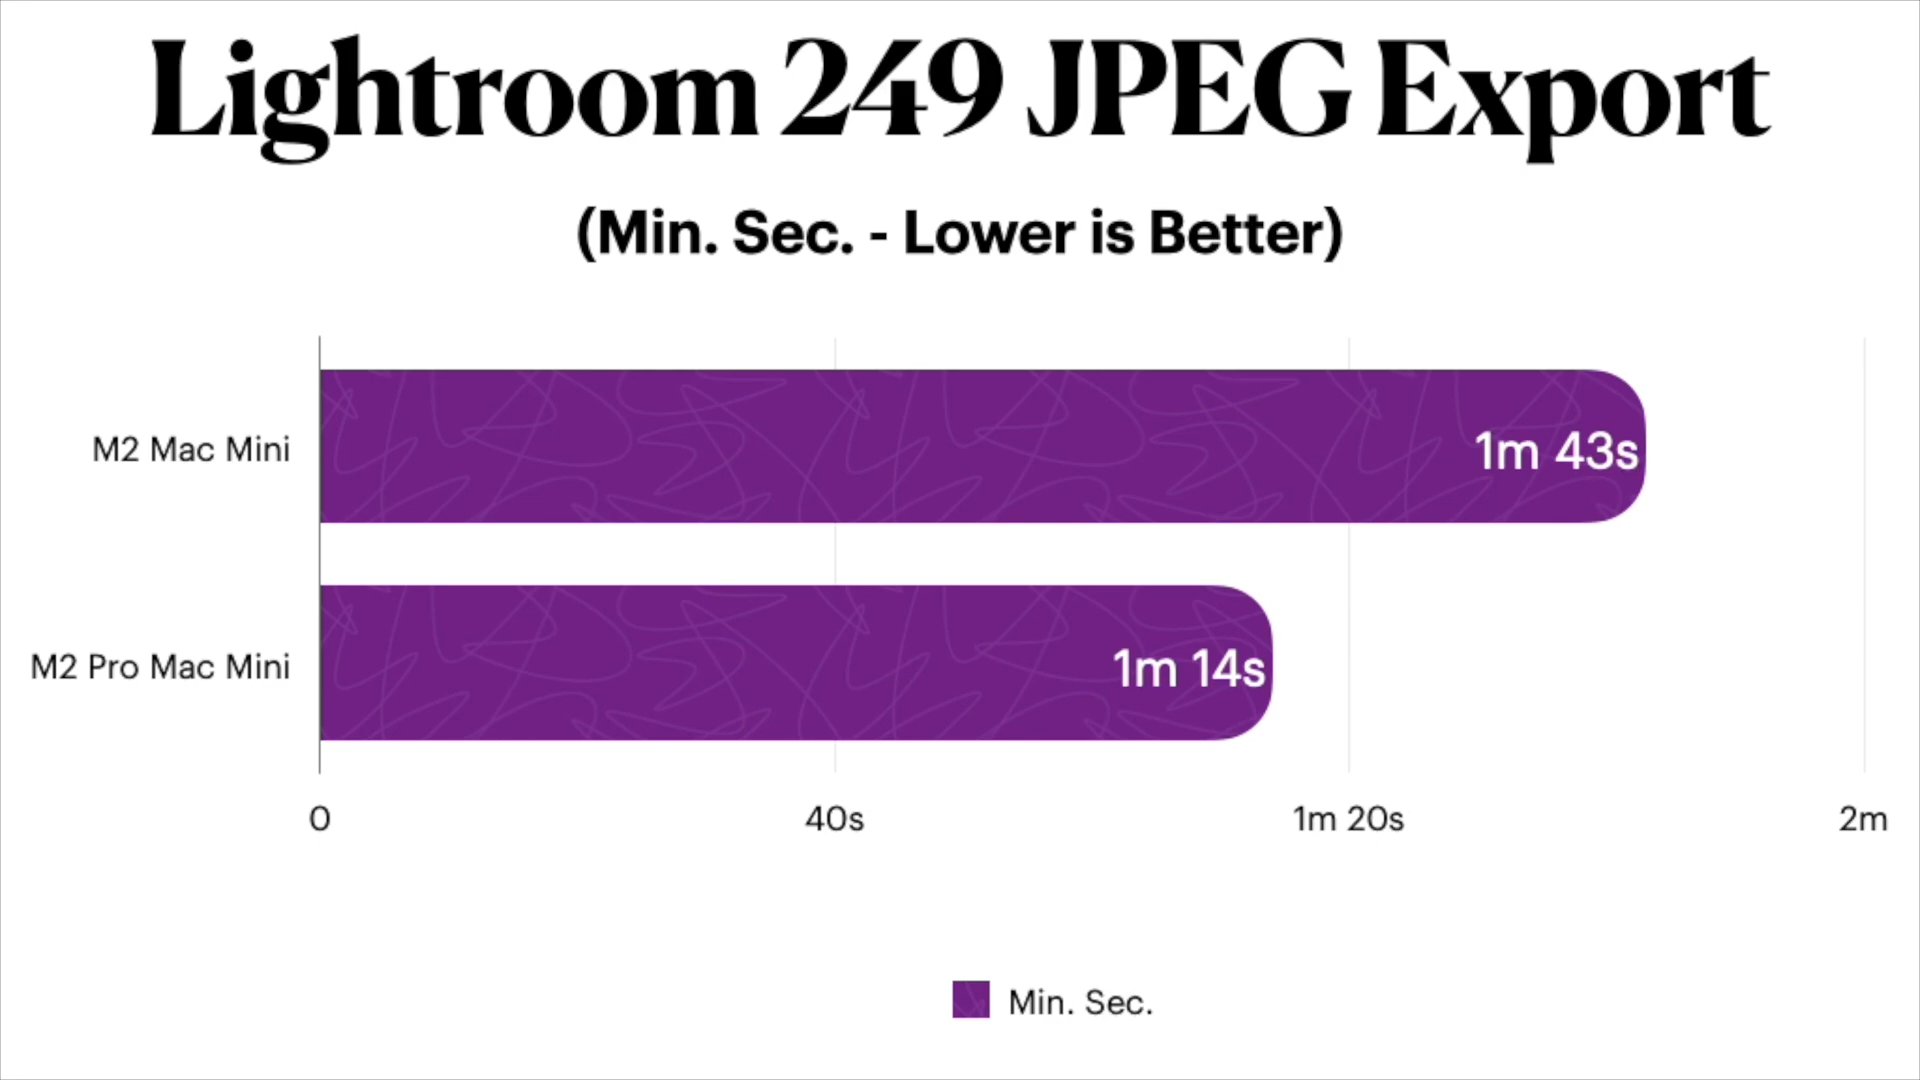 Lightroom 249 JPEG Export
(Min. Sec. - Lower is Better)
M2 Mac Mini
1m 43s
M2 Pro Mac Mini
1m 14s
0 40s 1m 20s 2m
Min. Sec.